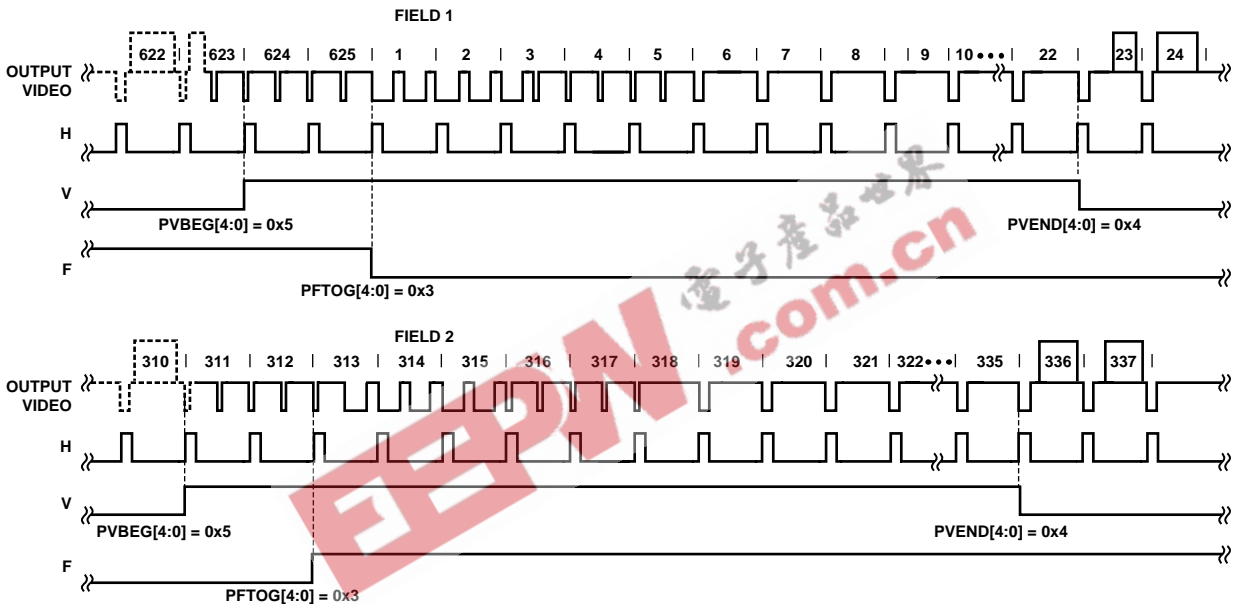 FIELD 1
622 623 624 625 1 2 3 4 5 6 7 8 9 10 ••• 22 23 24
OUTPUT
VIDEO
H
V
PVBEG[4:0] = 0x5
PVEND[4:0] = 0x4
F
PFTOG[4:0] = 0x3
電子產品世界
EEPW.com.cn
FIELD 2
310 311 312 313 314 315 316 317 318 319 320 321 322 ••• 335 336 337
OUTPUT
VIDEO
H
V
PVBEG[4:0] = 0x5
PVEND[4:0] = 0x4
F
PFTOG[4:0] = 0x3